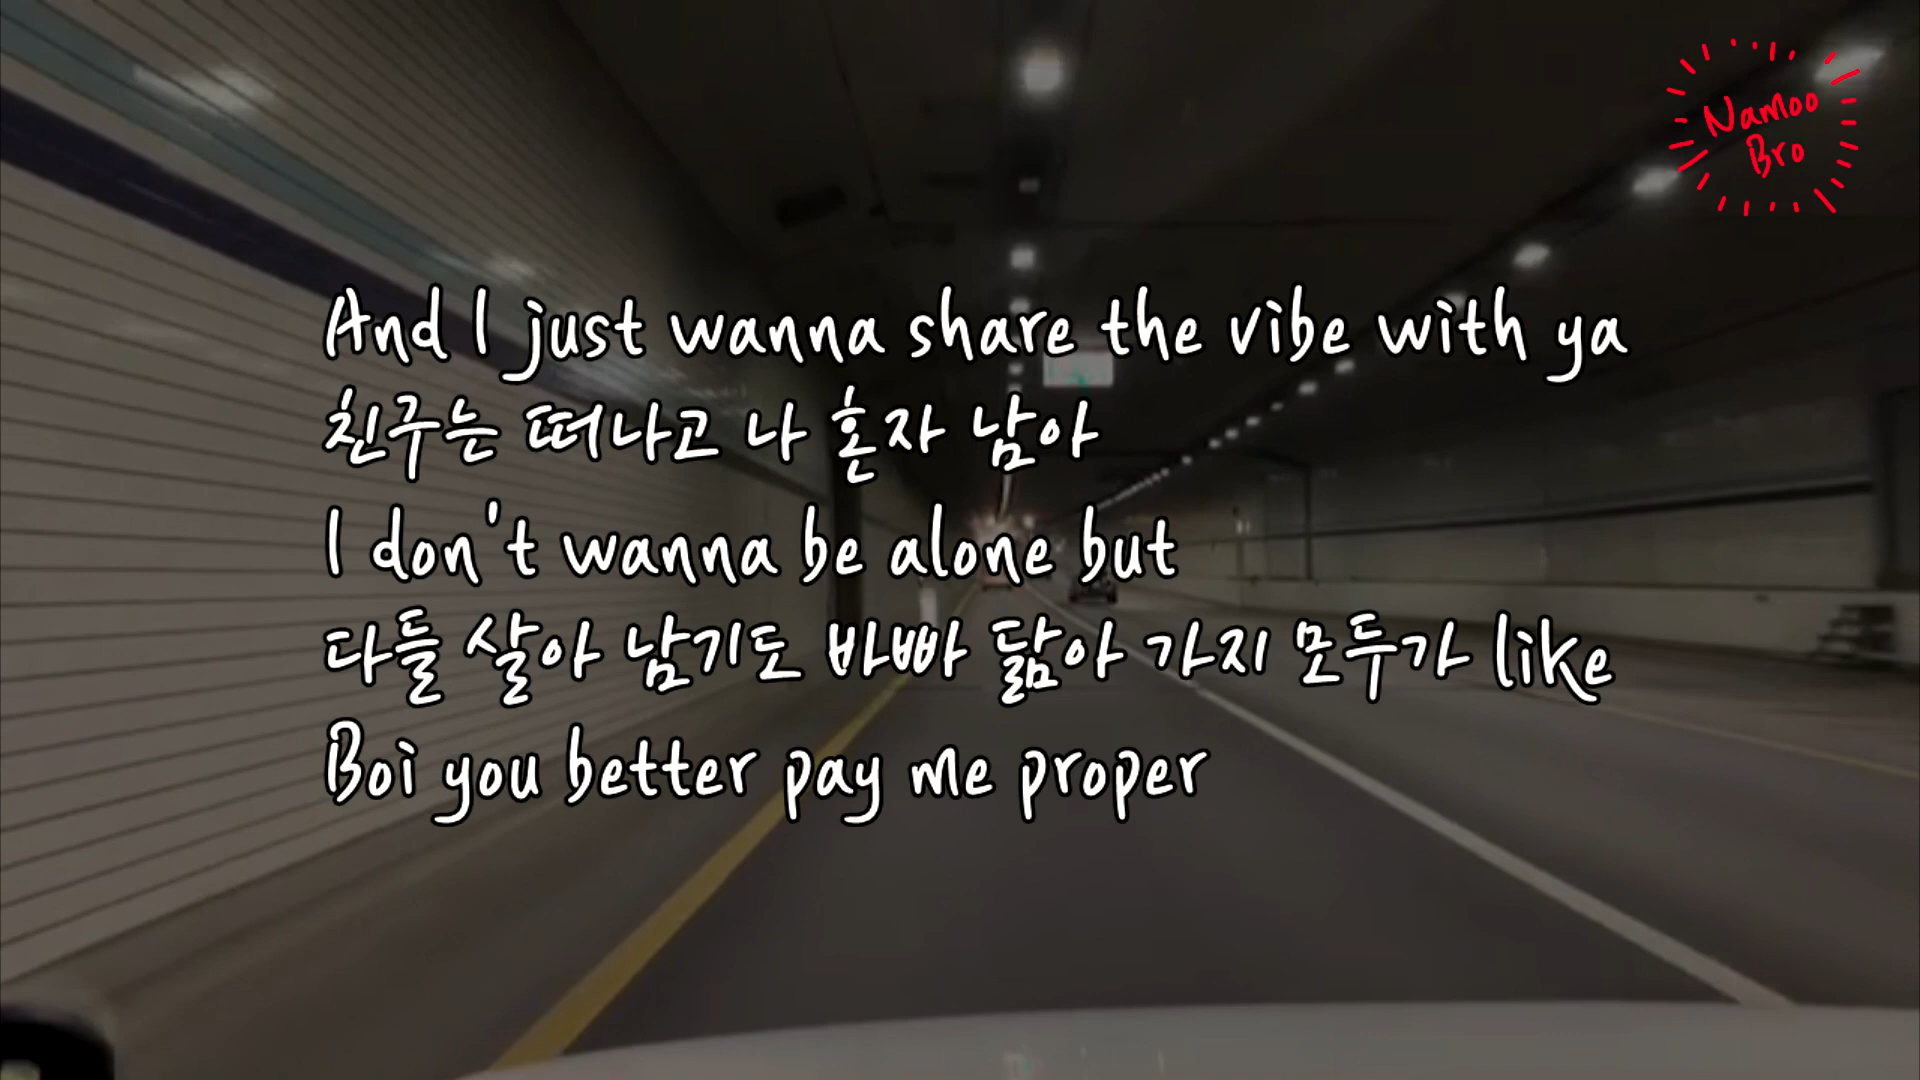 Namoo
Bro
And I just wanna share the vibe with ya
친구는 떠나고 나 혼자 남아
I don't wanna be alone but
다들 살아 남기도 바빠 닮아 가지 모두가 like
Boi you better pay me proper